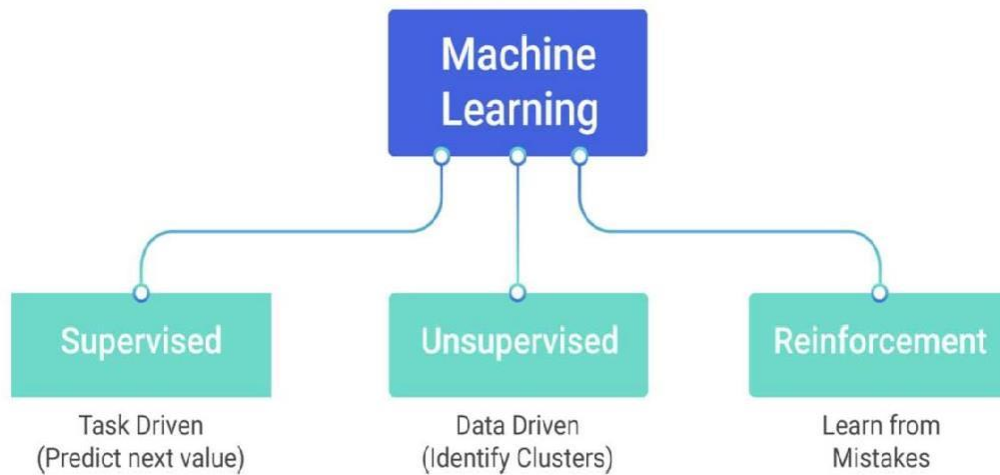 Machine
Learning
Supervised
Unsupervised
Reinforcement
Task Driven
(Predict next value)
Data Driven
(Identify Clusters)
Learn from
Mistakes